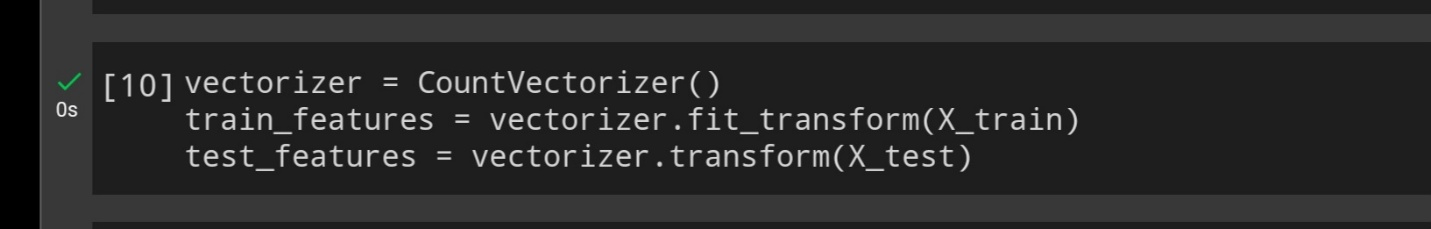 [10] vectorizer = CountVectorizer()
train_features = vectorizer.fit_transform(X_train)
0s
test_features = vectorizer.transform(X_test)